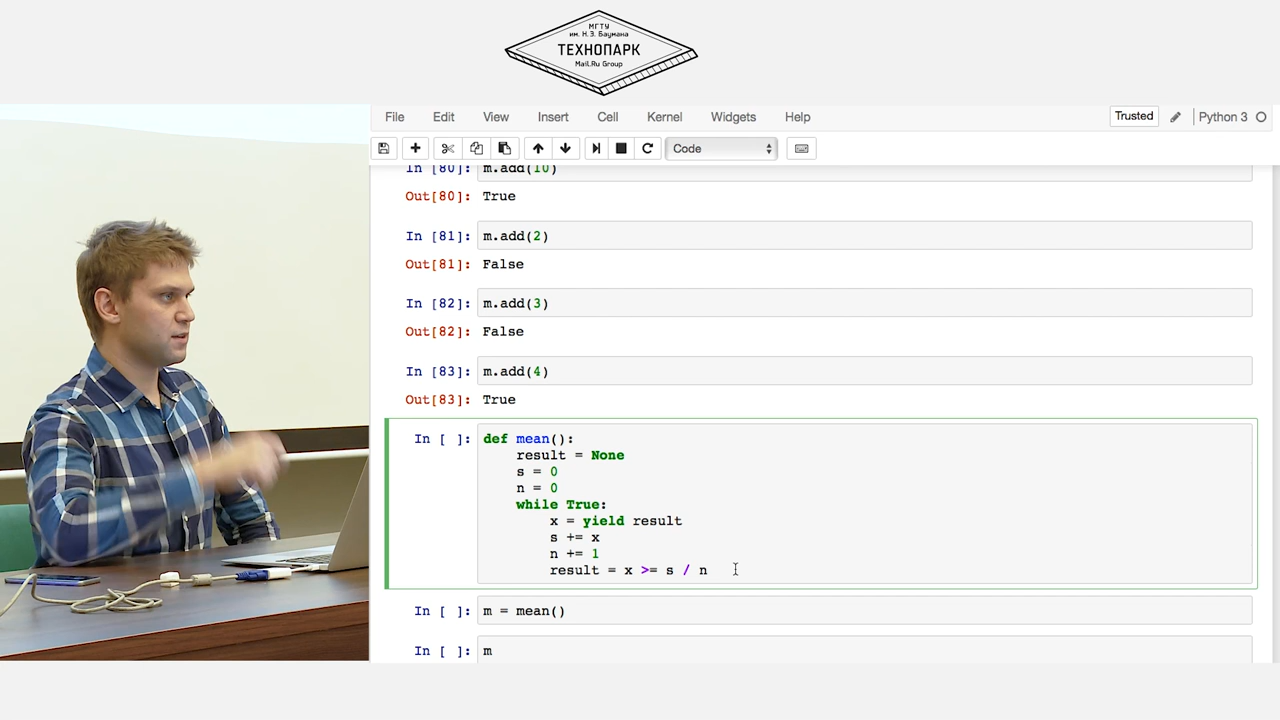 МГТУ
им. Н.Э. Баумана
ТЕХНОПАРК
Mail.Ru Group
File Edit View Insert Cell Kernel Widgets Help Trusted Python 3
Code
In [80]: m.add(10)
Out[80]: True
In [81]: m.add(2)
Out[81]: False
In [82]: m.add(3)
Out[82]: False
In [83]: m.add(4)
Out[83]: True
In [ ]: def mean():
result = None
s = 0
n = 0
while True:
x = yield result
s += x
n += 1
result = x >= s / n
In [ ]: m = mean()
In [ ]: m